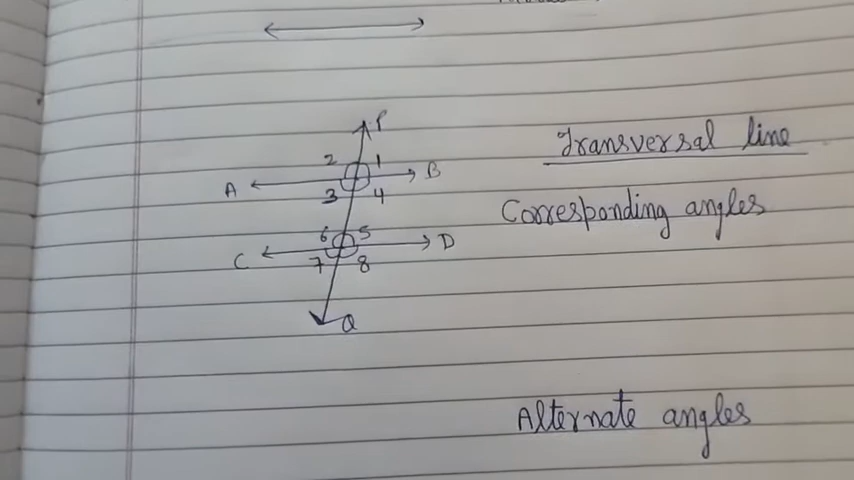 P
Transversal line
2 1
A B
3 4
Corresponding angles
6 5
C D
7 8
Q
Alternate angles